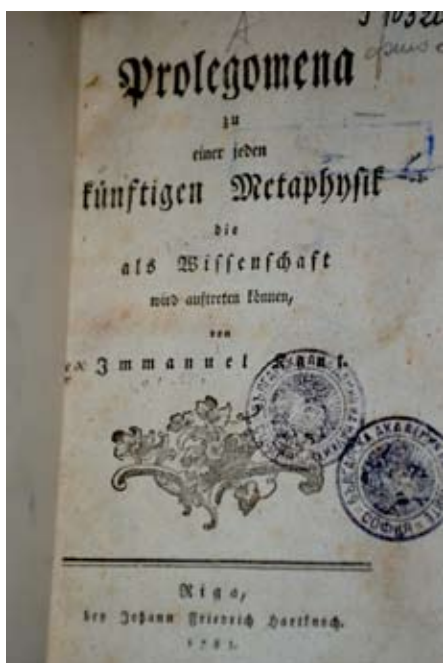 A
Prolegomena
zu
einer jeden
künftigen Metaphysik
die
als Wissenschaft
wird auftreten können,
von
Immanuel Kant.
Riga,
bey Johann Friedrich Hartknoch.
1783.